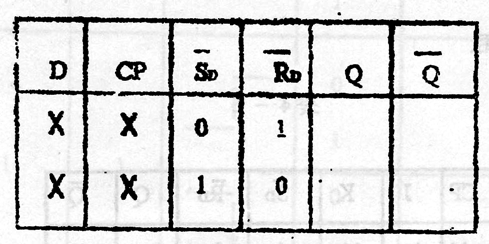 D CP S̅D R̅D Q Q̅
X X 0 1
X X 1 0